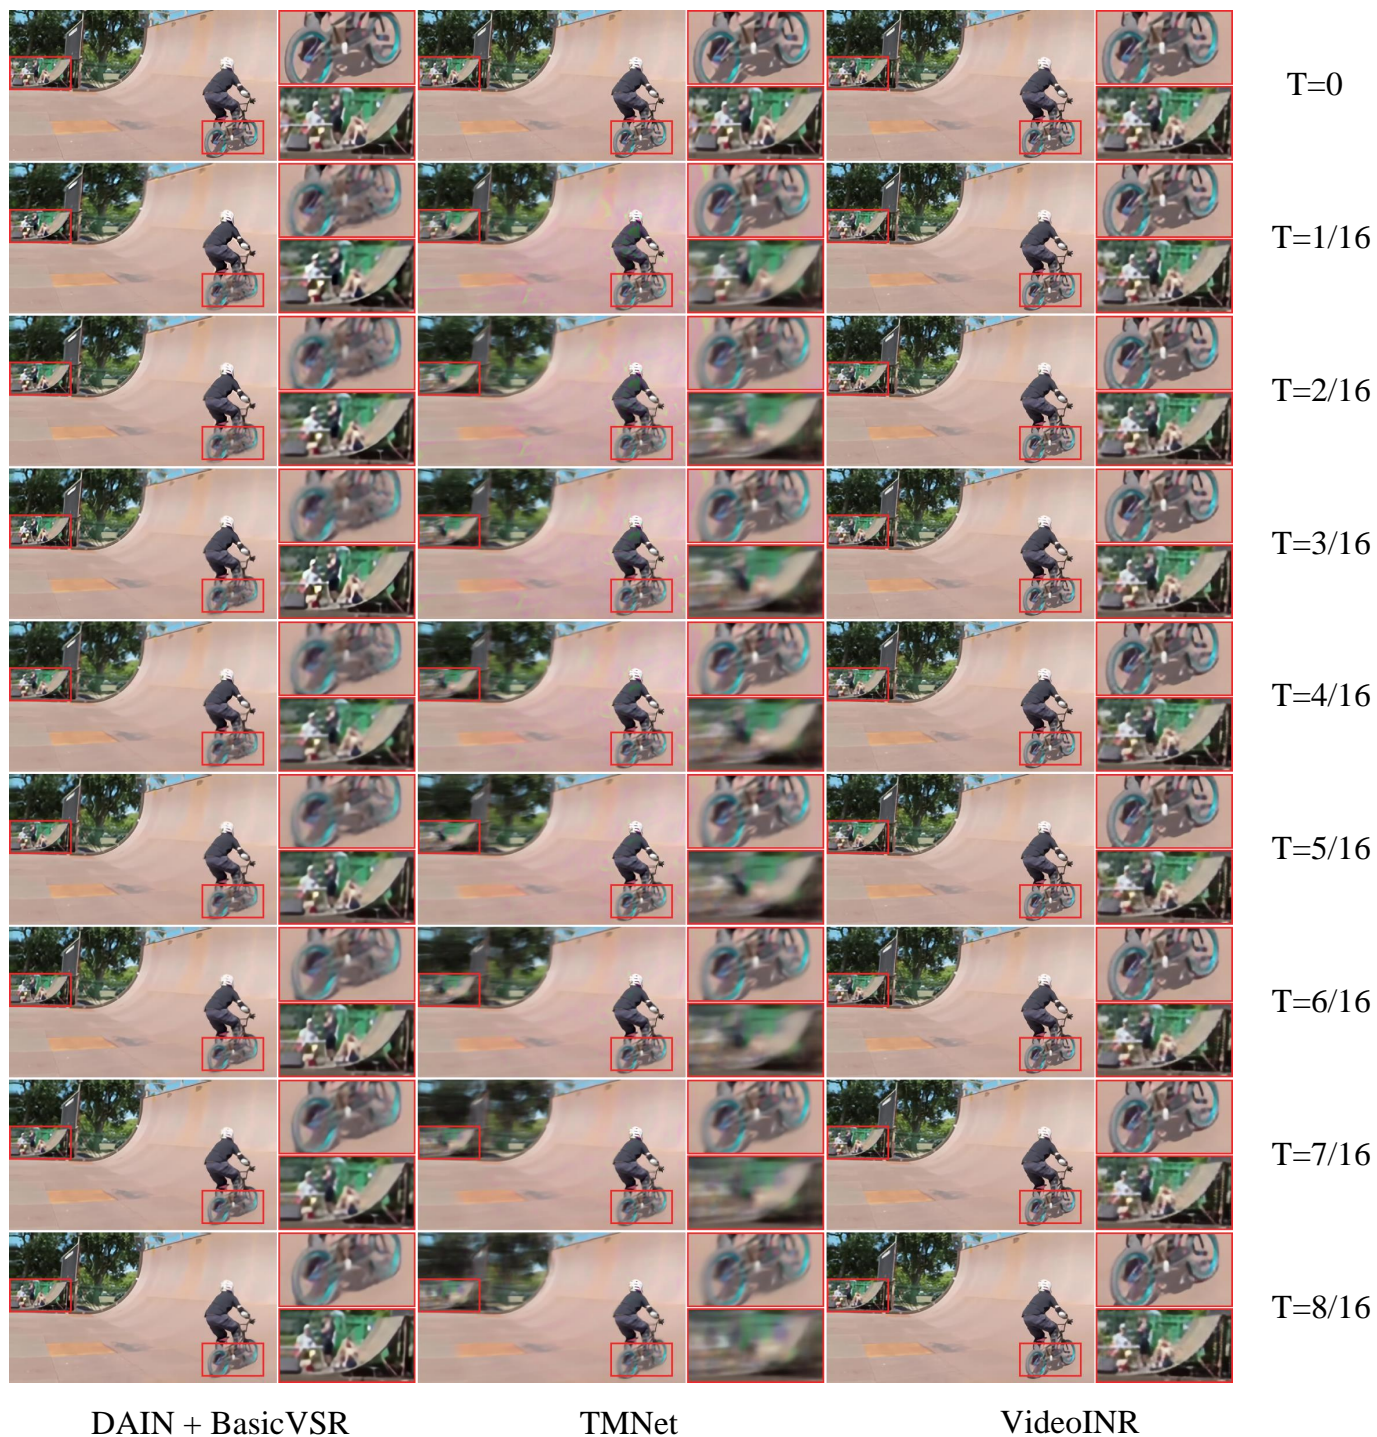 T=0
T=1/16
T=2/16
T=3/16
T=4/16
T=5/16
T=6/16
T=7/16
T=8/16
DAIN + BasicVSR TMNet VideoINR